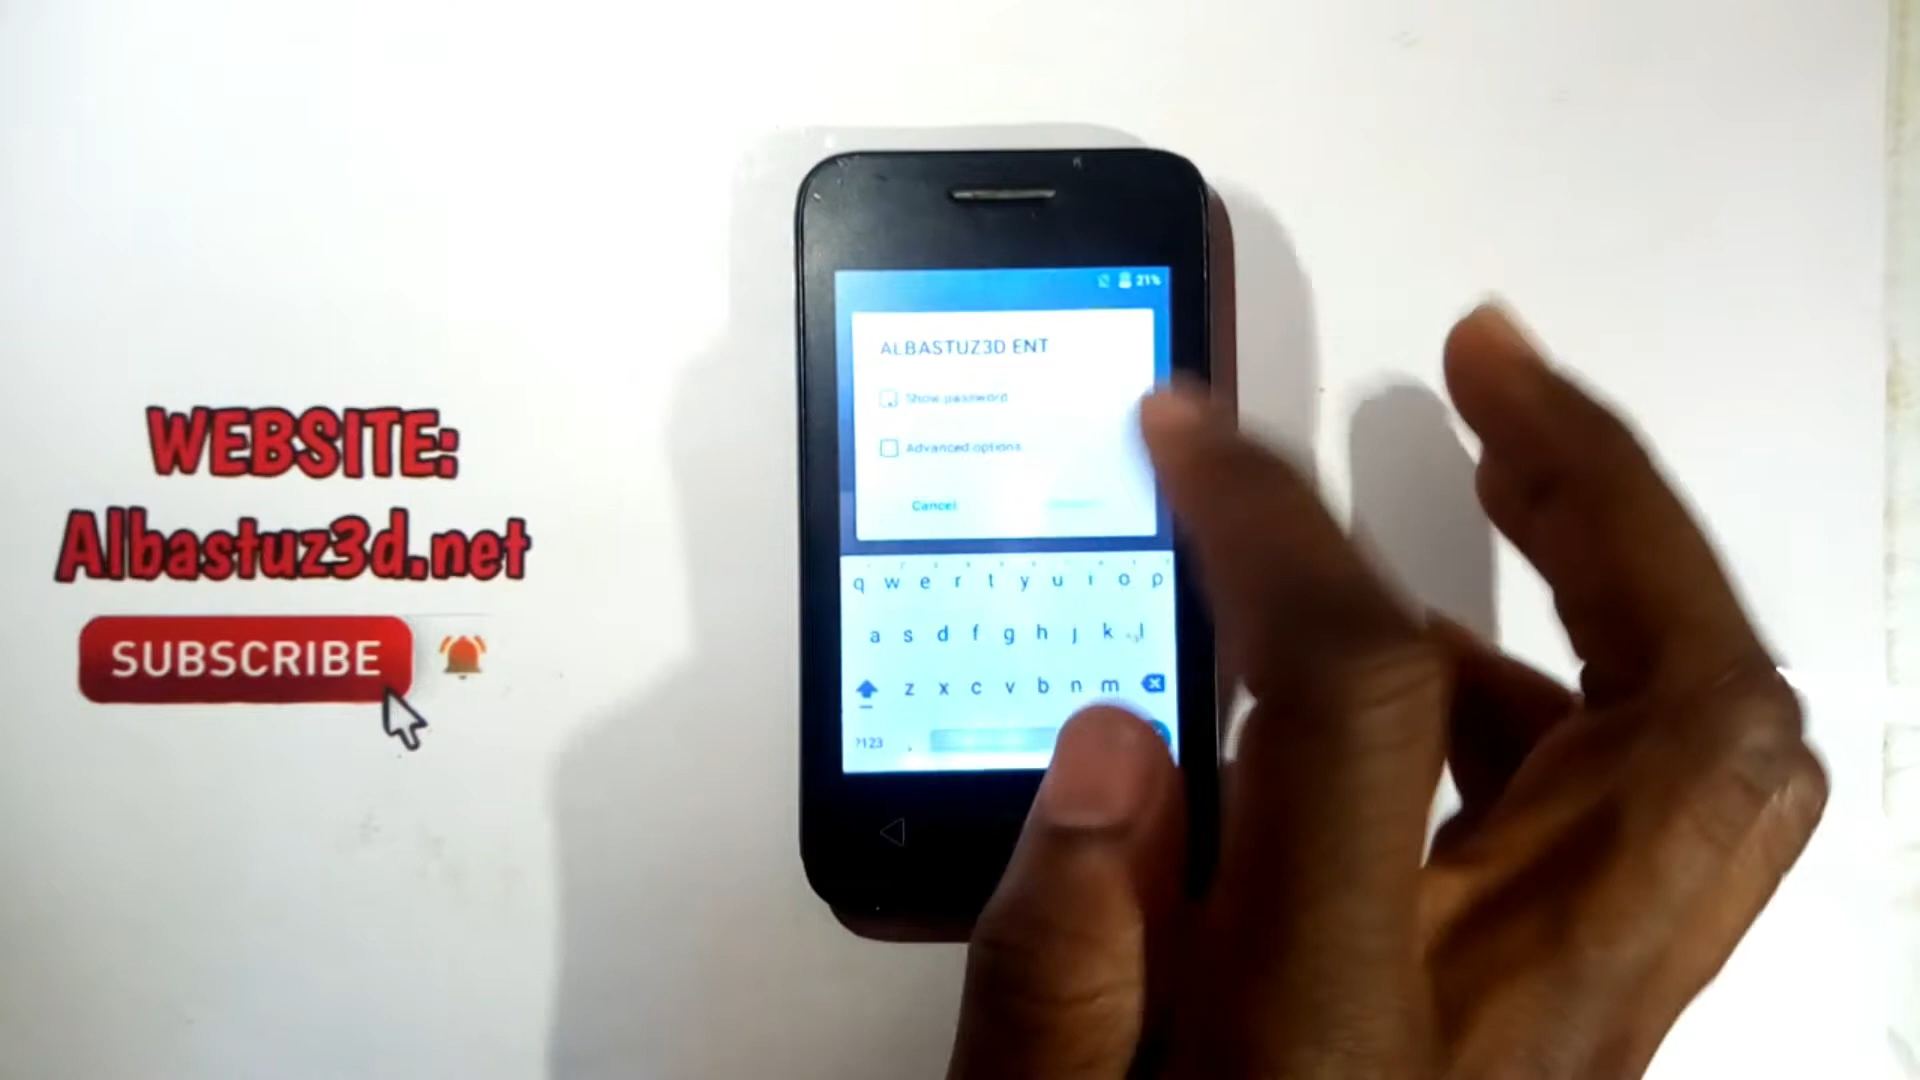 WEBSITE:
Albastuz3d.net
SUBSCRIBE
21%
ALBASTUZ3D ENT
Show password
Advanced options
Cancel
q w e r t y u i o p
a s d f g h j k l
z x c v b n m
?123 ,